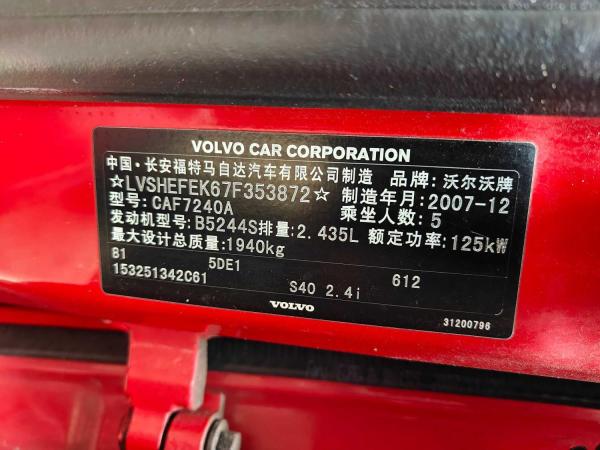 VOLVO CAR CORPORATION
中国·长安福特马自达汽车有限公司制造 品牌:沃尔沃牌
☆LVSHEFEK67F353872☆ 制造年月:2007-12
型号:CAF7240A 乘坐人数:5
发动机型号:B5244S排量:2.435L 额定功率:125kW
最大设计总质量:1940kg
81 5DE1 612
153251342C61 S40 2.4i
VOLVO
31200796